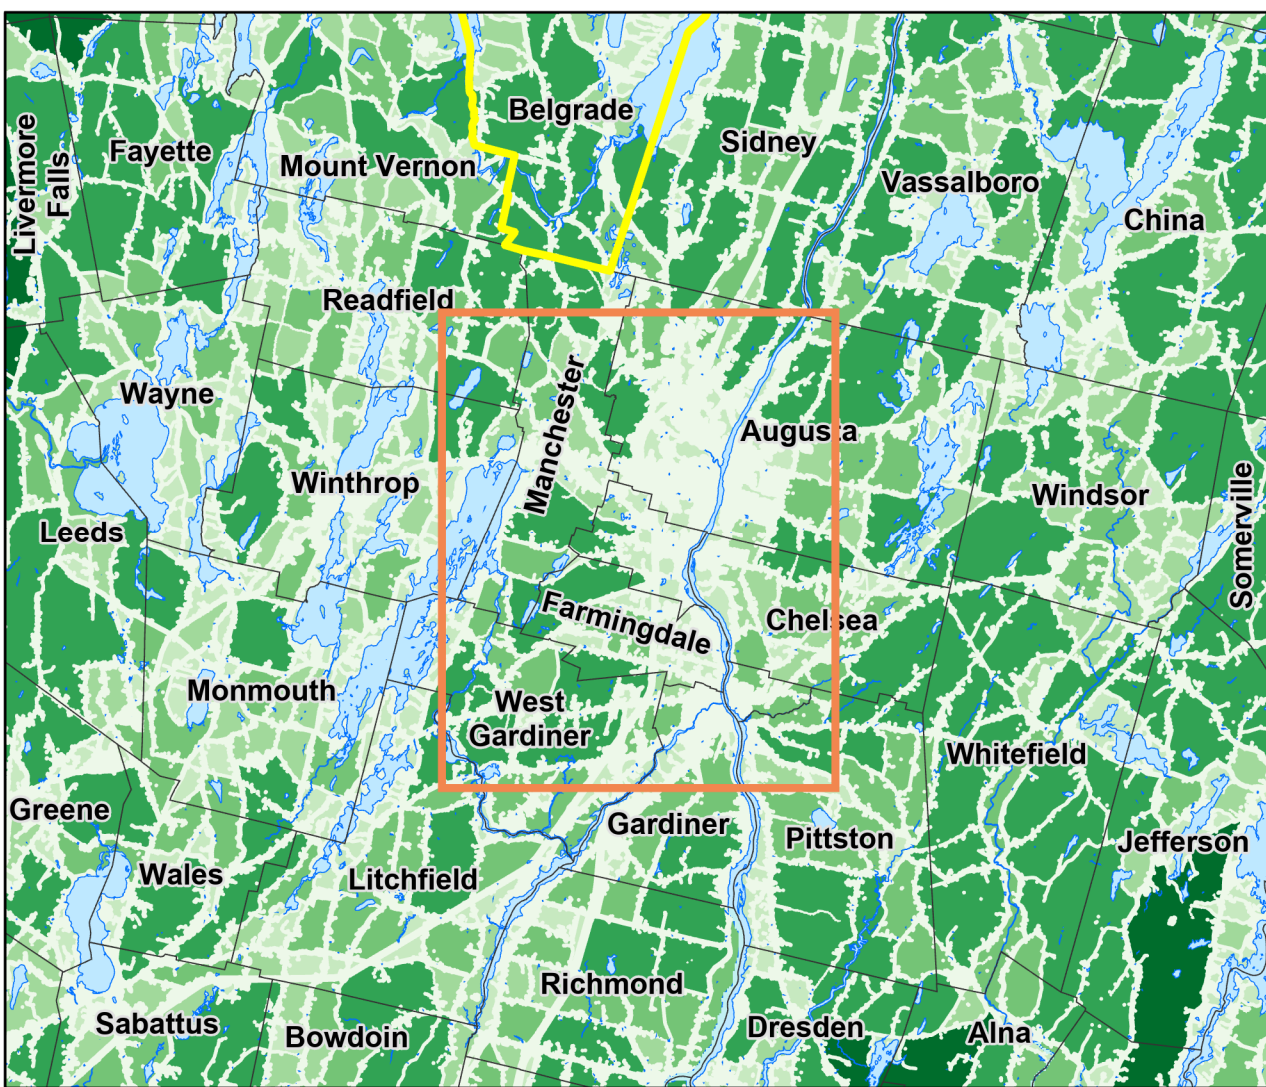 Belgrade
Sidney
Livermore
Falls
Fayette
Mount Vernon
Vassalboro
China
Readfield
Wayne
Manchester
Augusta
Winthrop
Windsor
Leeds
Somerville
Farmingdale
Chelsea
Monmouth
West
Gardiner
Whitefield
Greene
Gardiner
Pittston
Jefferson
Wales
Litchfield
Richmond
Sabattus
Bowdoin
Dresden
Alna